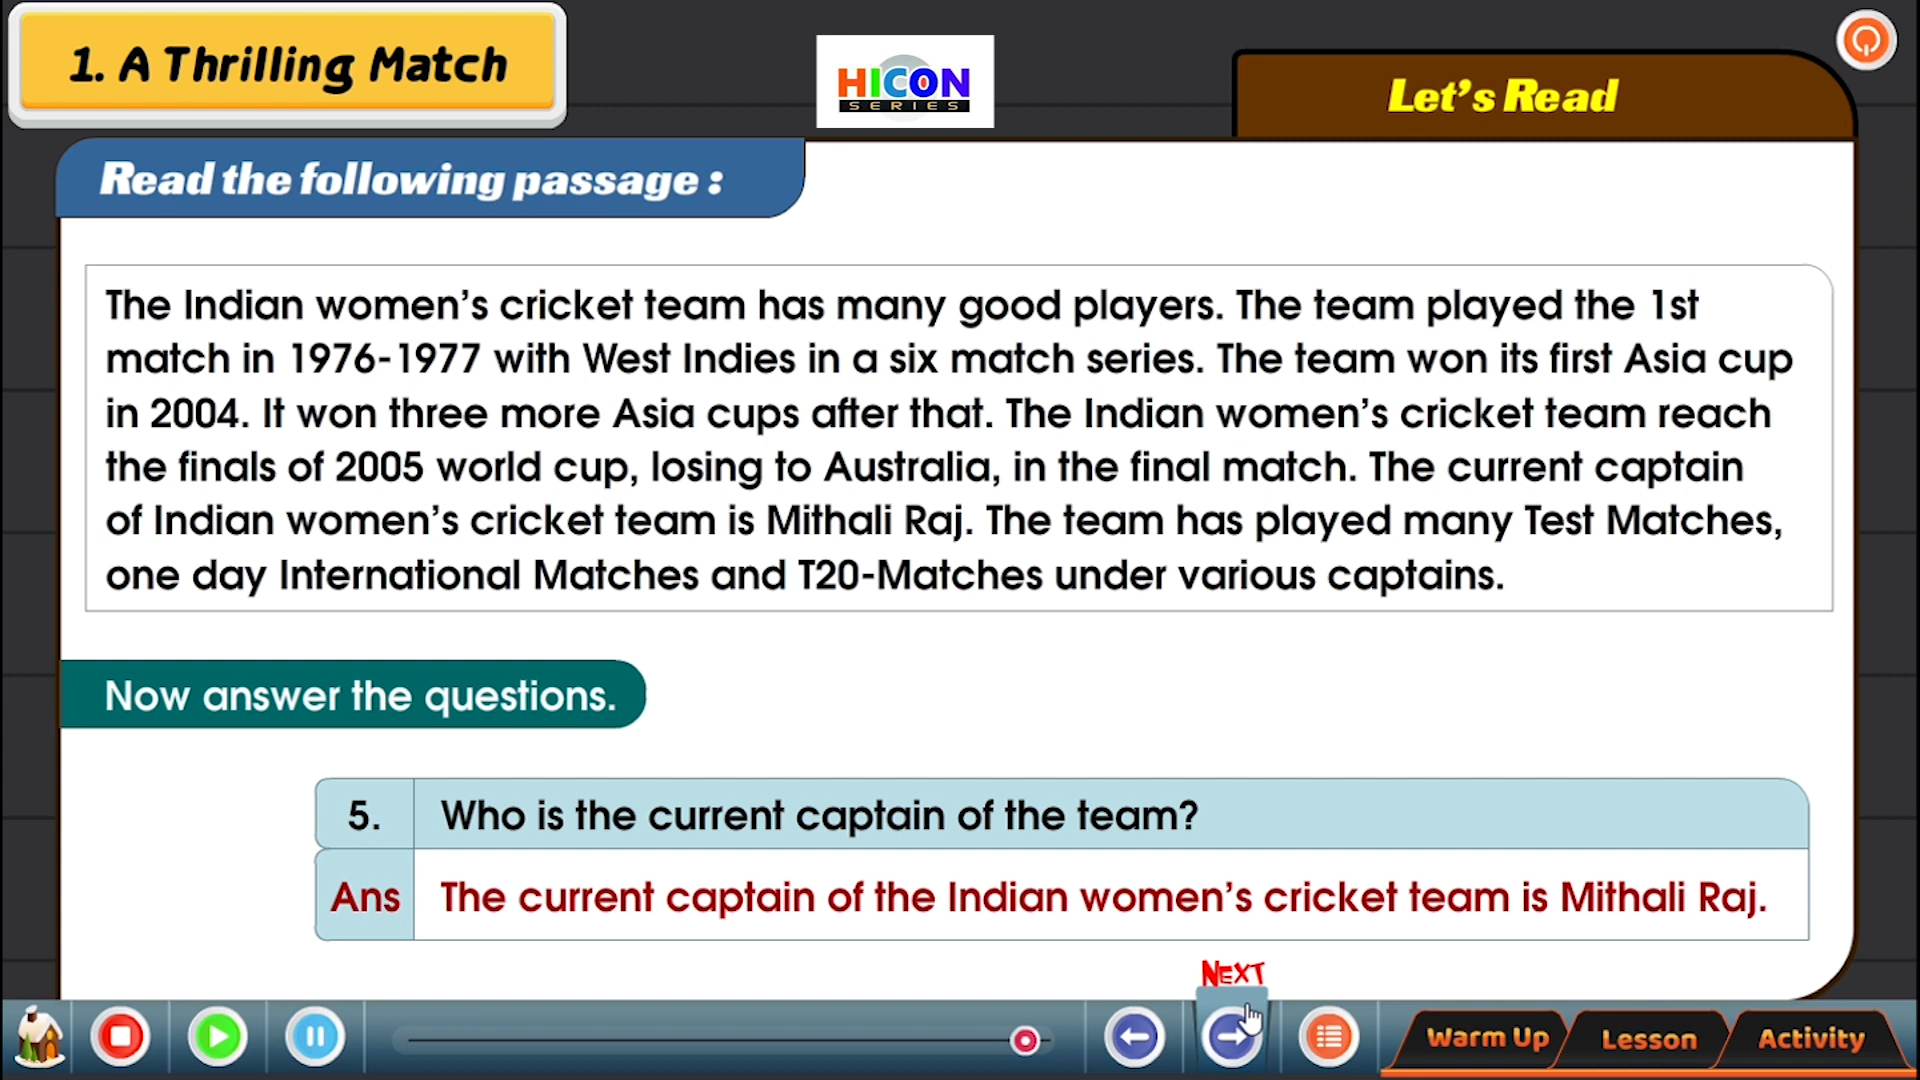 1. A Thrilling Match
HICON
SERIES
Let's Read
Read the following passage :
The Indian women's cricket team has many good players. The team played the 1st
match in 1976-1977 with West Indies in a six match series. The team won its first Asia cup
in 2004. It won three more Asia cups after that. The Indian women's cricket team reach
the finals of 2005 world cup, losing to Australia, in the final match. The current captain
of Indian women's cricket team is Mithali Raj. The team has played many Test Matches,
one day International Matches and T20-Matches under various captains.
Now answer the questions.
5. Who is the current captain of the team?
Ans The current captain of the Indian women's cricket team is Mithali Raj.
NEXT
Warm Up Lesson Activity